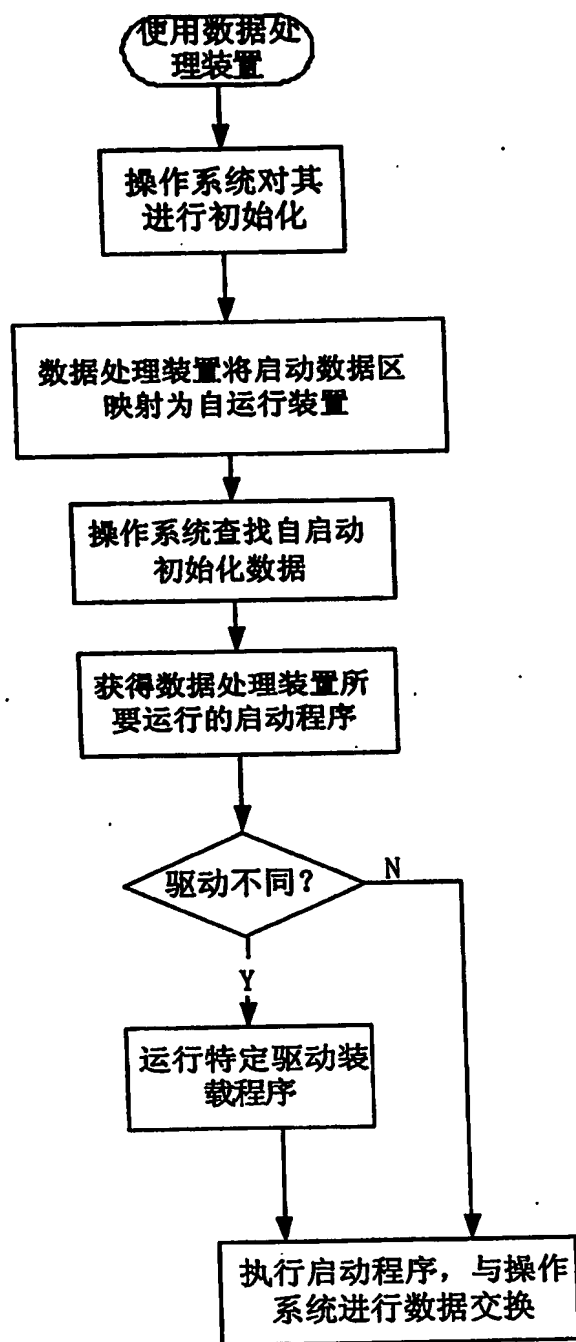 使用数据处
理装置
操作系统对其
进行初始化
数据处理装置将启动数据区
映射为自运行装置
操作系统查找自启动
初始化数据
获得数据处理装置所
要运行的启动程序
驱动不同?
N
Y
运行特定驱动装
载程序
执行启动程序，与操作
系统进行数据交换